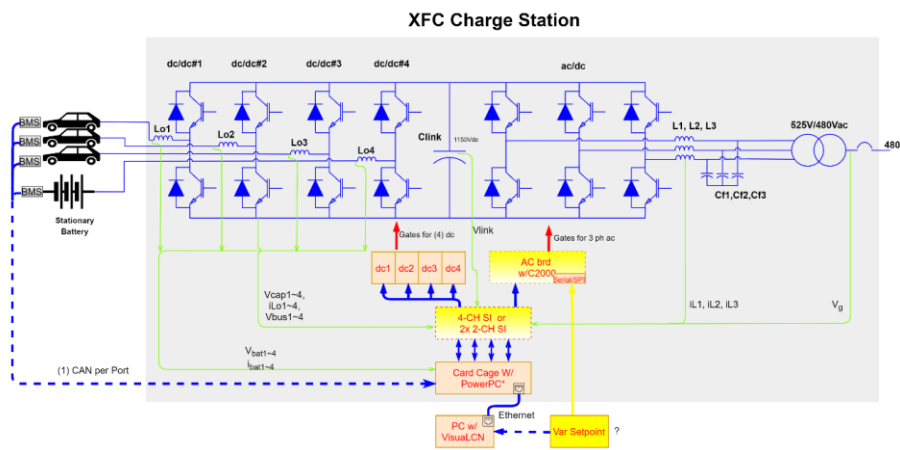 XFC Charge Station
dc/dc#1
dc/dc#2
dc/dc#3
dc/dc#4
ac/dc
BMS
BMS
BMS
BMS
Lo1
Lo2
Lo3
Lo4
Clink
1150Vdc
L1, L2, L3
525V/480Vac
480
Cf1,Cf2,Cf3
Stationary
Battery
Vlink
Gates for (4) dc
Gates for 3 ph ac
dc1
dc2
dc3
dc4
AC brd
w/C2000
Serial(SPI)
Vcap1~4,
iLo1~4,
Vbus1~4
4-CH SI or
2x 2-CH SI
iL1, iL2, iL3
Vg
Vbat1~4
ibat1~4
(1) CAN per Port
Card Cage W/
PowerPC*
Ethernet
PC w/
VisuaLCN
Var Setpoint
?